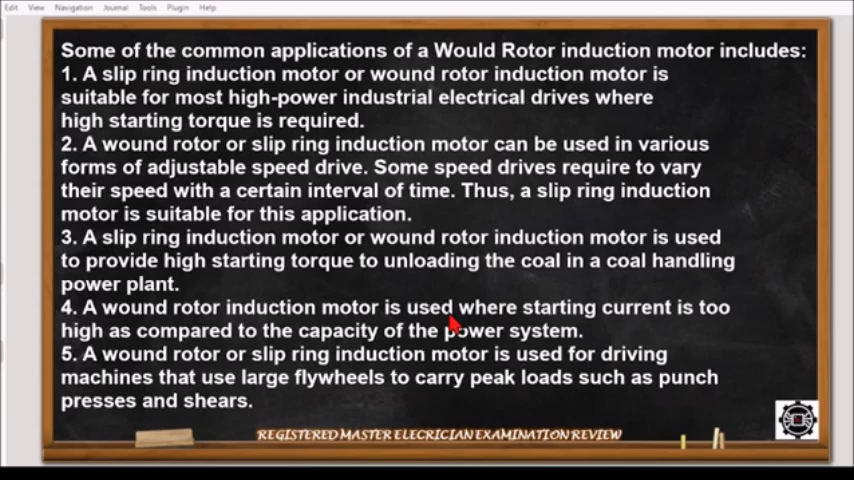 Edit View Navigation Journal Tools Plugin Help
Some of the common applications of a Would Rotor induction motor includes:
1. A slip ring induction motor or wound rotor induction motor is
suitable for most high-power industrial electrical drives where
high starting torque is required.
2. A wound rotor or slip ring induction motor can be used in various
forms of adjustable speed drive. Some speed drives require to vary
their speed with a certain interval of time. Thus, a slip ring induction
motor is suitable for this application.
3. A slip ring induction motor or wound rotor induction motor is used
to provide high starting torque to unloading the coal in a coal handling
power plant.
4. A wound rotor induction motor is used where starting current is too
high as compared to the capacity of the power system.
5. A wound rotor or slip ring induction motor is used for driving
machines that use large flywheels to carry peak loads such as punch
presses and shears.
REGISTERED MASTER ELECRICIAN EXAMINATION REVIEW